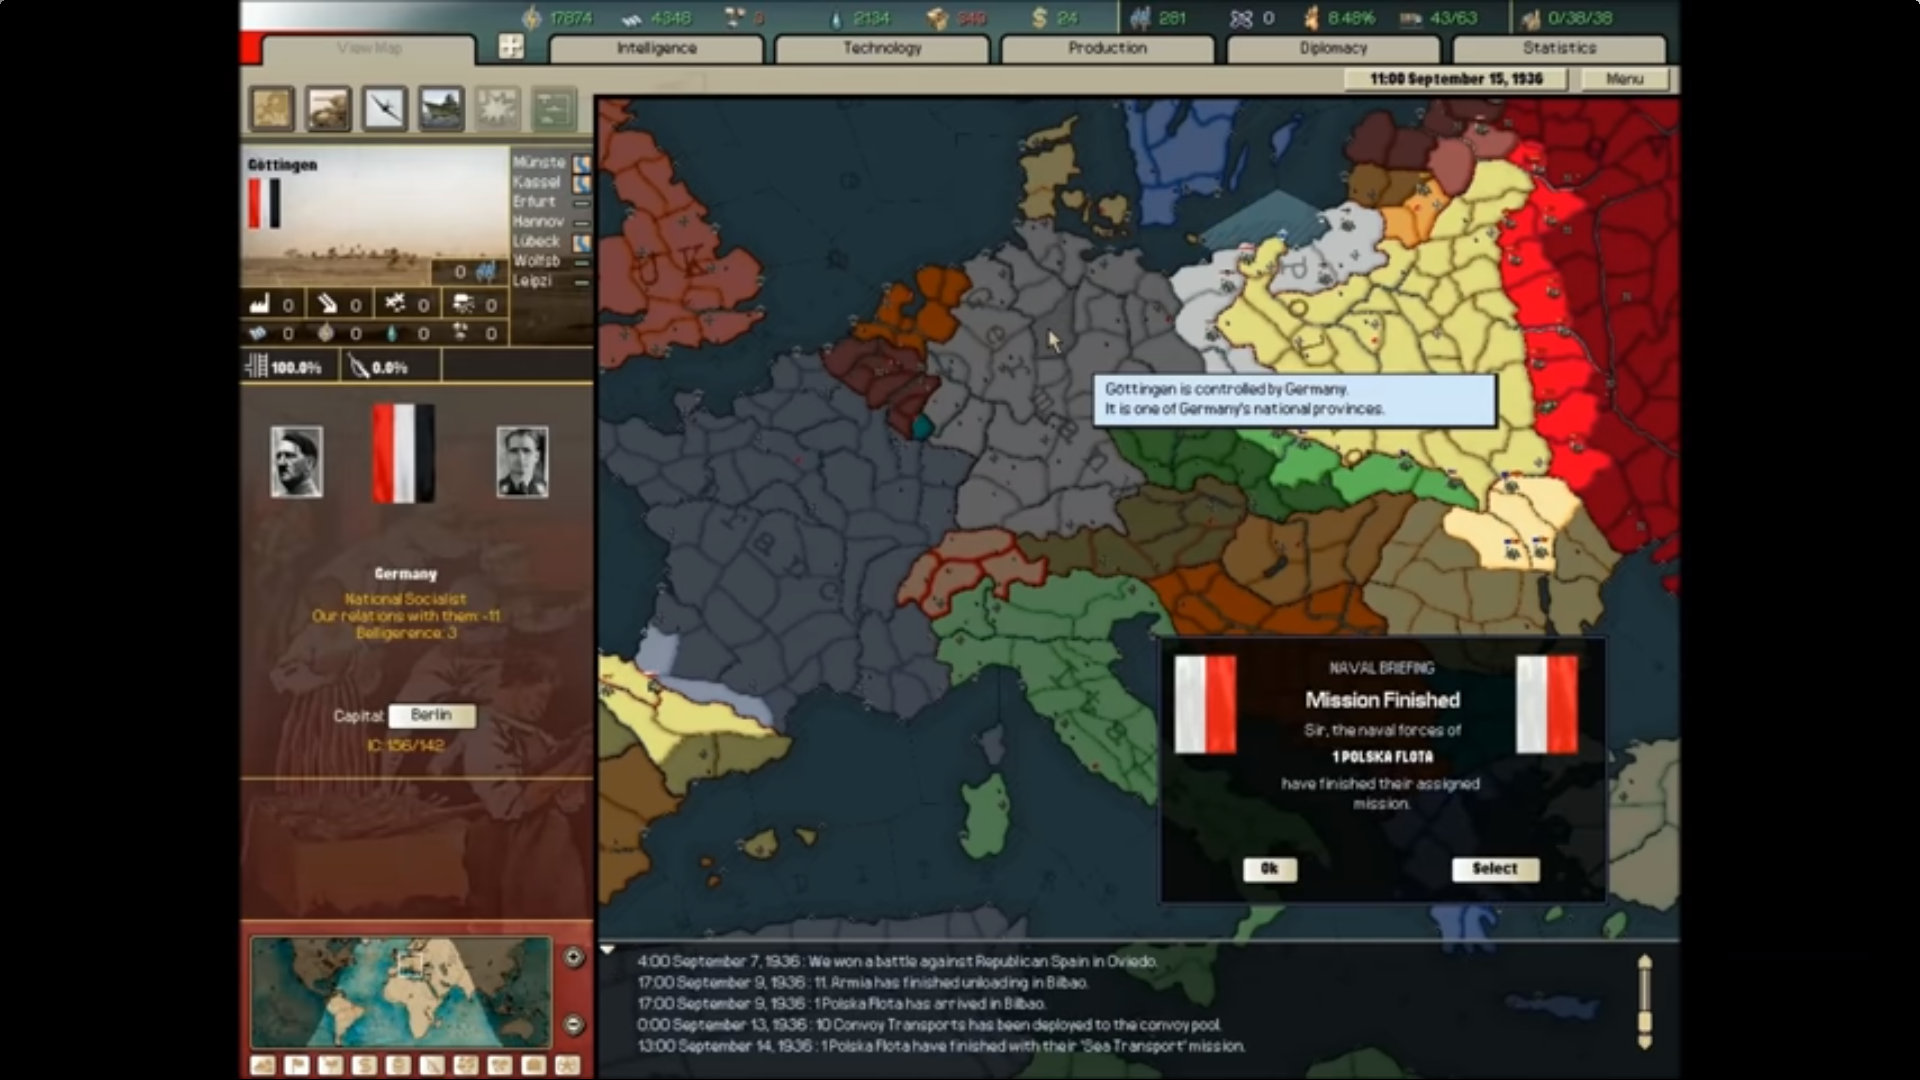 17874 4348 2134 340 $ 24 281 0 8.48% 43/63 0/38/38
View Map Intelligence Technology Production Diplomacy Statistics
11:00 September 15, 1936 Menu
Göttingen
Münste
Kassel
Erfurt
Hannov
Lübeck
Wolfsb
Leipzi
0
0 0 0 0
0 0 0 0
100.0% 0.0%
Germany
National Socialist
Our relations with them: -11
Belligerence: 3
Capital: Berlin
IC: 156/142
U K
Göttingen is controlled by Germany.
It is one of Germany's national provinces.
NAVAL BRIEFING
Mission Finished
Sir, the naval forces of
1 POLSKA FLOTA
have finished their assigned
mission.
Ok Select
4:00 September 7, 1936 : We won a battle against Republican Spain in Oviedo.
17:00 September 9, 1936 : 11. Armia has finished unloading in Bilbao.
17:00 September 9, 1936 : 1 Polska Flota has arrived in Bilbao.
0:00 September 13, 1936 : 10 Convoy Transports has been deployed to the convoy pool.
13:00 September 14, 1936 : 1 Polska Flota have finished with their 'Sea Transport' mission.